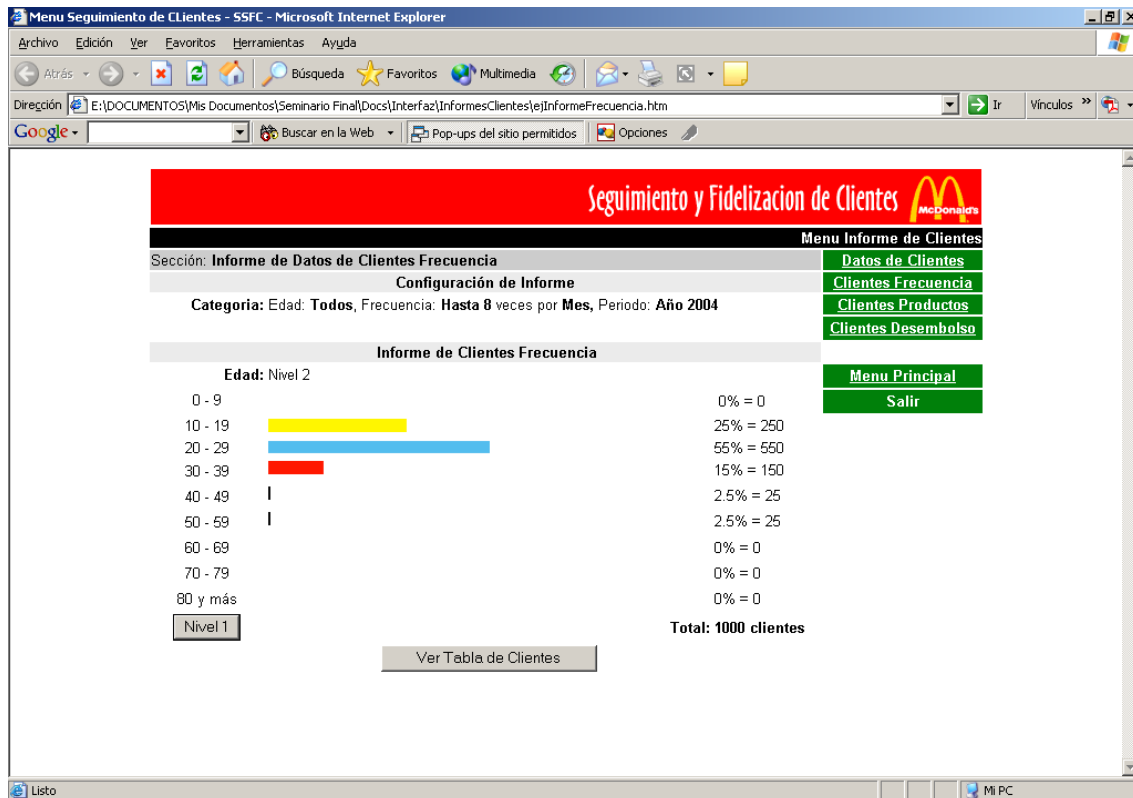 Menu Seguimiento de CLientes - SSFC - Microsoft Internet Explorer
Archivo Edición Ver Favoritos Herramientas Ayuda
Atrás Búsqueda Favoritos Multimedia
Dirección E:\DOCUMENTOS\Mis Documentos\Seminario Final\Docs\Interfaz\InformesClientes\ejInformeFrecuencia.htm Ir Vínculos »
Google Buscar en la Web Pop-ups del sitio permitidos Opciones
Seguimiento y Fidelizacion de Clientes McDonald's
Menu Informe de Clientes
Sección: Informe de Datos de Clientes Frecuencia Datos de Clientes
Configuración de Informe Clientes Frecuencia
Categoria: Edad: Todos, Frecuencia: Hasta 8 veces por Mes, Periodo: Año 2004 Clientes Productos
Clientes Desembolso
Informe de Clientes Frecuencia
Edad: Nivel 2 Menu Principal
0 - 9 0% = 0 Salir
10 - 19 25% = 250
20 - 29 55% = 550
30 - 39 15% = 150
40 - 49 2.5% = 25
50 - 59 2.5% = 25
60 - 69 0% = 0
70 - 79 0% = 0
80 y más 0% = 0
Nivel 1 Total: 1000 clientes
Ver Tabla de Clientes
Listo Mi PC